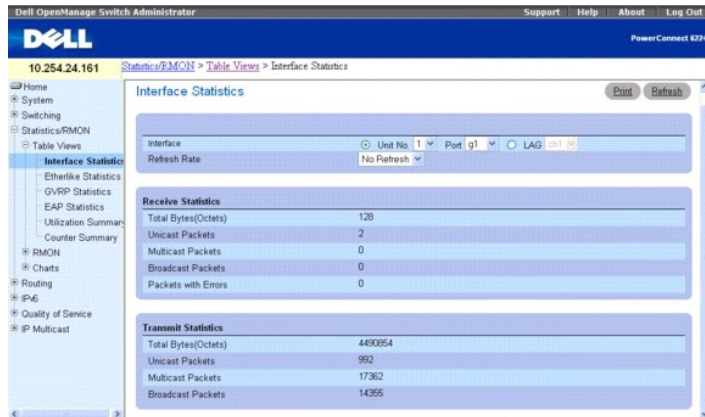 Dell OpenManage Switch Administrator
Support Help About Log Out
DELL
PowerConnect 6224
10.254.24.161
Statistics/RMON > Table Views > Interface Statistics
Home
System
Switching
Statistics/RMON
Table Views
Interface Statistics
Etherlike Statistics
GVRP Statistics
EAP Statistics
Utilization Summary
Counter Summary
RMON
Charts
Routing
IPv6
Quality of Service
IP Multicast
Interface Statistics
Print Refresh
Interface Unit No. 1 Port g1 LAG ch1
Refresh Rate No Refresh
Receive Statistics
Total Bytes(Octets) 128
Unicast Packets 2
Multicast Packets 0
Broadcast Packets 0
Packets with Errors 0
Transmit Statistics
Total Bytes(Octets) 4490854
Unicast Packets 992
Multicast Packets 17362
Broadcast Packets 14355